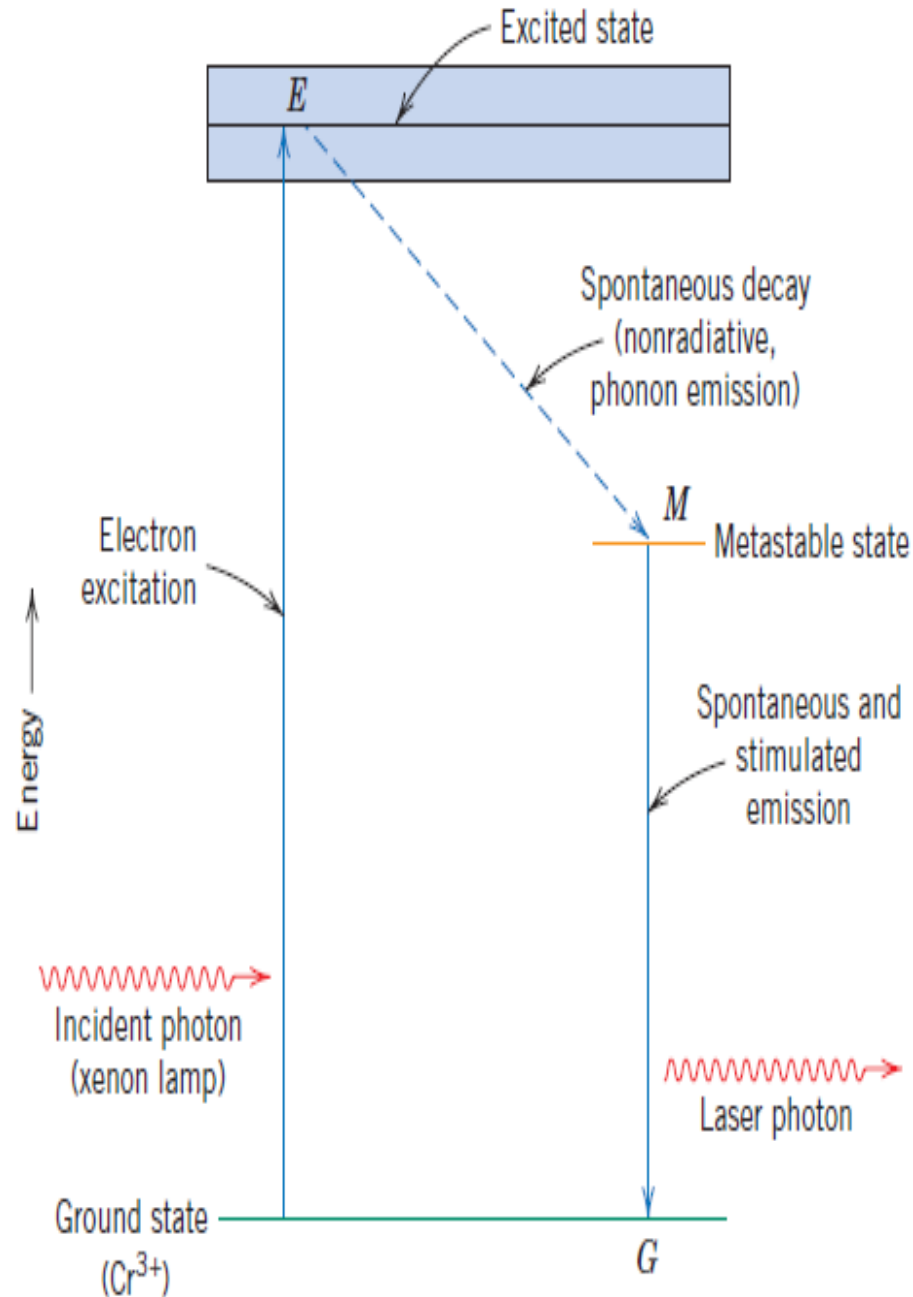 Excited state
E
Spontaneous decay
(nonradiative,
phonon emission)
M
Metastable state
Electron
excitation
Energy
Spontaneous and
stimulated
emission
Incident photon
(xenon lamp)
Laser photon
Ground state
(Cr³⁺)
G